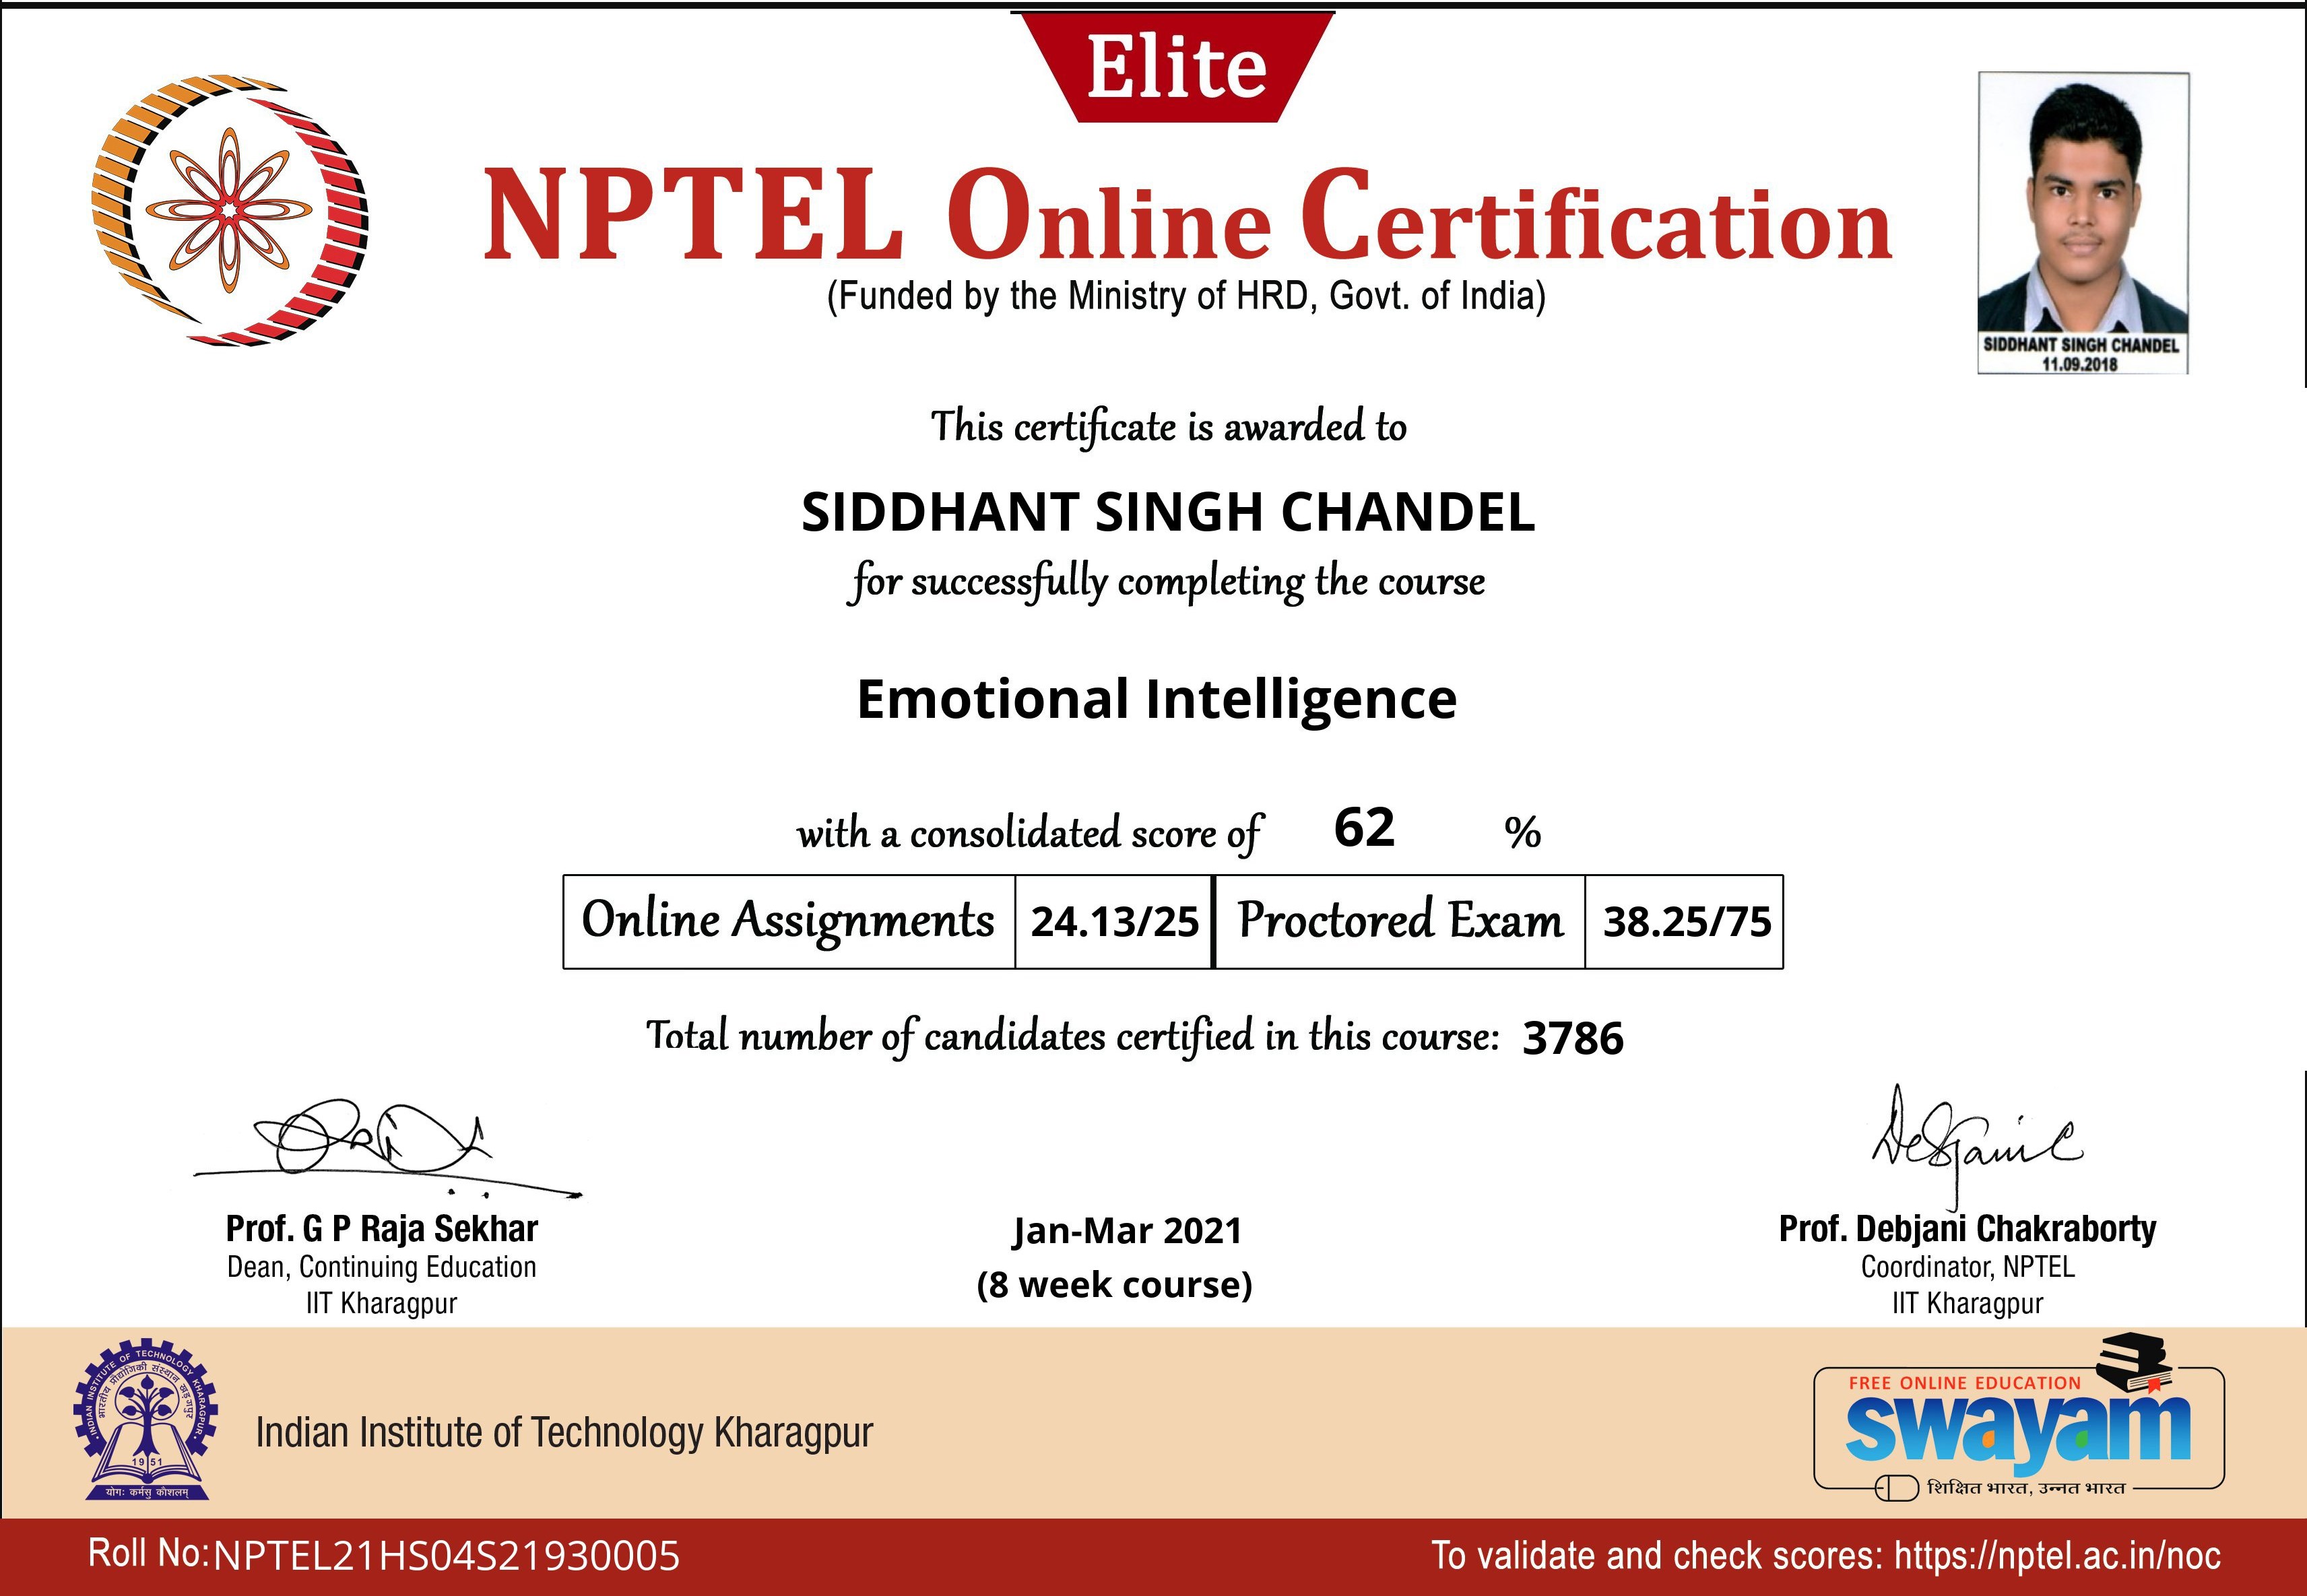 Elite
NPTEL Online Certification
(Funded by the Ministry of HRD, Govt. of India)
SIDDHANT SINGH CHANDEL
11.09.2018
This certificate is awarded to
SIDDHANT SINGH CHANDEL
for successfully completing the course
Emotional Intelligence
with a consolidated score of 62 %
Online Assignments 24.13/25 Proctored Exam 38.25/75
Total number of candidates certified in this course: 3786
Debjani C
Prof. G P Raja Sekhar
Dean, Continuing Education
IIT Kharagpur
Jan-Mar 2021
(8 week course)
Prof. Debjani Chakraborty
Coordinator, NPTEL
IIT Kharagpur
INDIAN INSTITUTE OF TECHNOLOGY KHARAGPUR
भारतीय प्रौद्योगिकी संस्थान खड़गपुर
1951
योगः कर्मसु कौशलम्
Indian Institute of Technology Kharagpur
FREE ONLINE EDUCATION
swayam
शिक्षित भारत, उन्नत भारत
Roll No:NPTEL21HS04S21930005
To validate and check scores: https://nptel.ac.in/noc